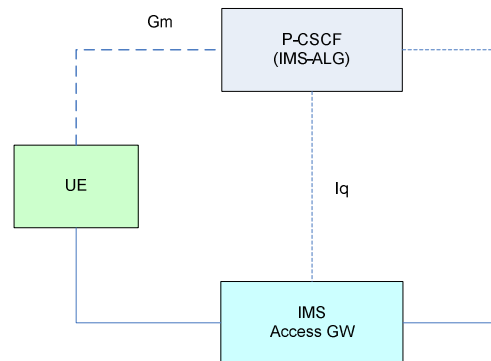 Gm
P-CSCF
(IMS-ALG)
UE
Iq
IMS
Access GW